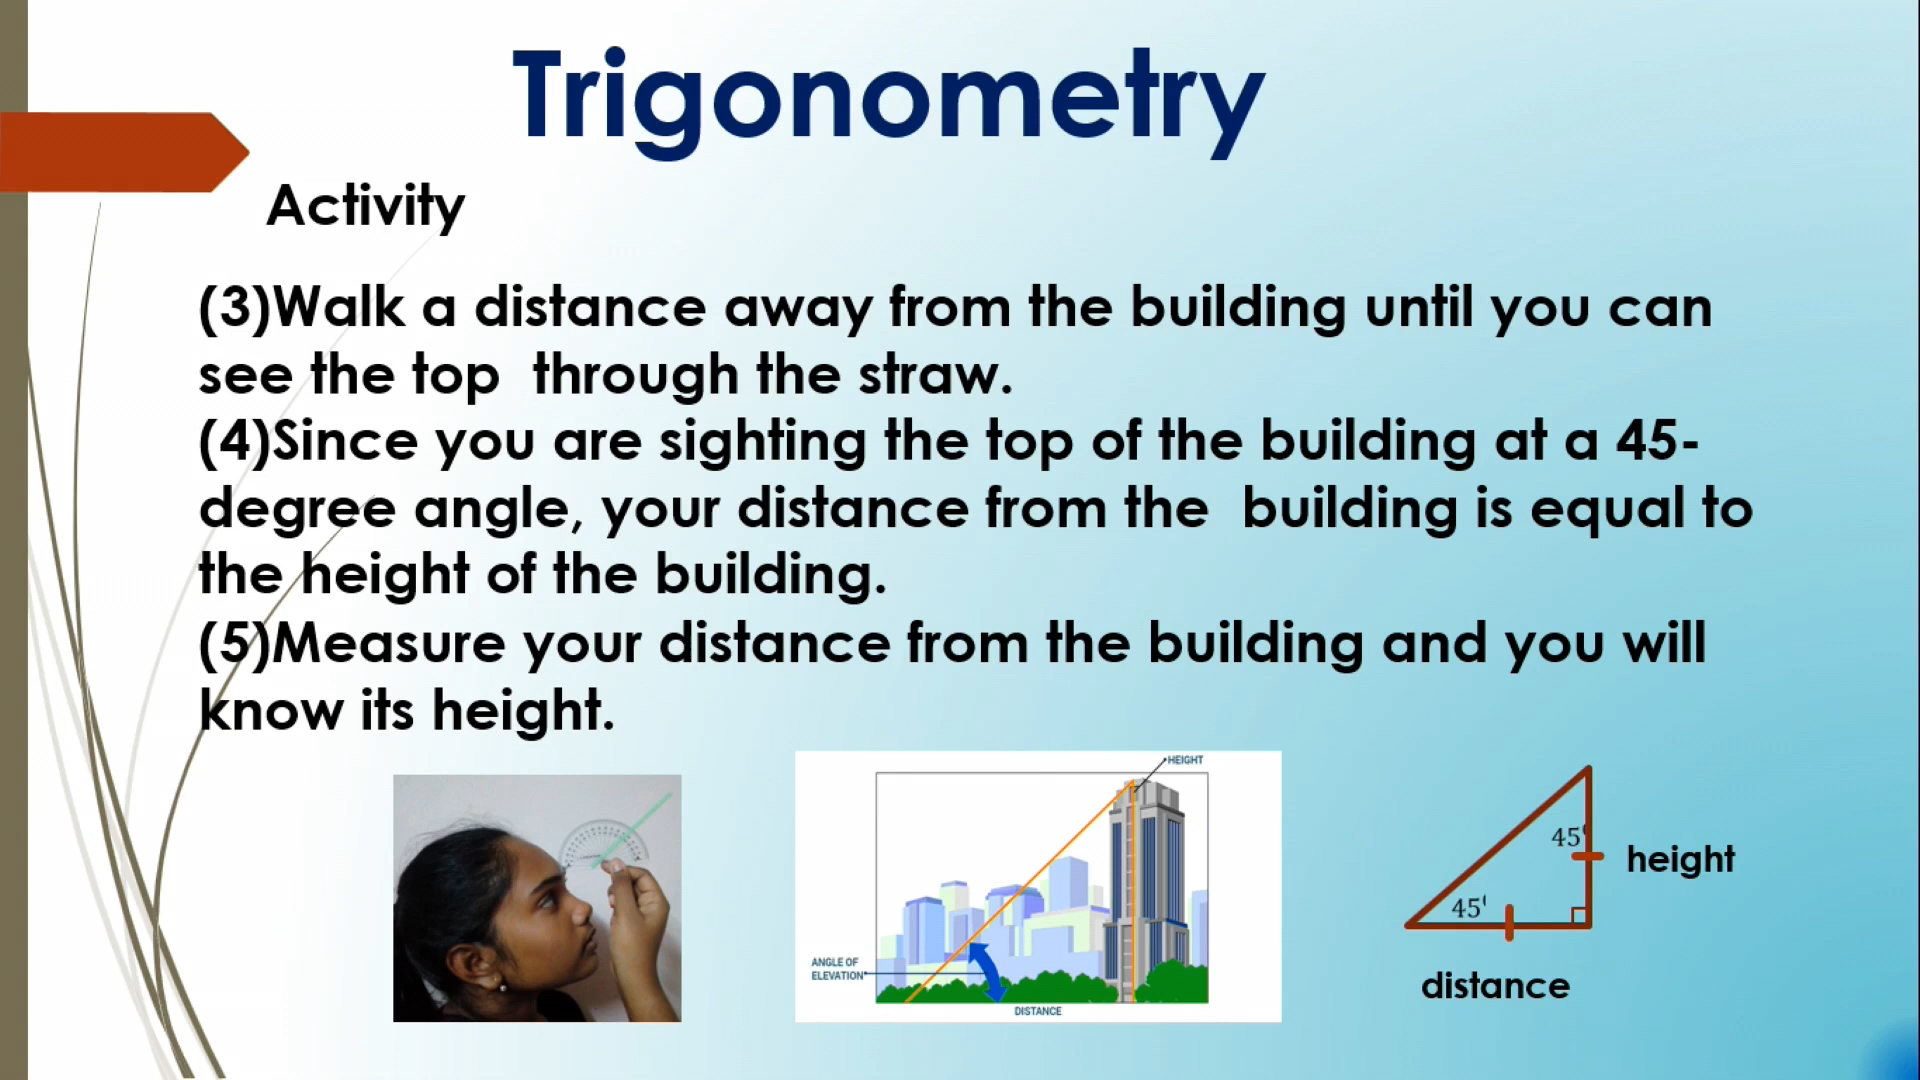 Trigonometry
Activity
(3)Walk a distance away from the building until you can
see the top  through the straw.
(4)Since you are sighting the top of the building at a 45-
degree angle, your distance from the  building is equal to
the height of the building.
(5)Measure your distance from the building and you will
know its height.
HEIGHT
ANGLE OF
ELEVATION
DISTANCE
45⁰
height
45⁰
distance